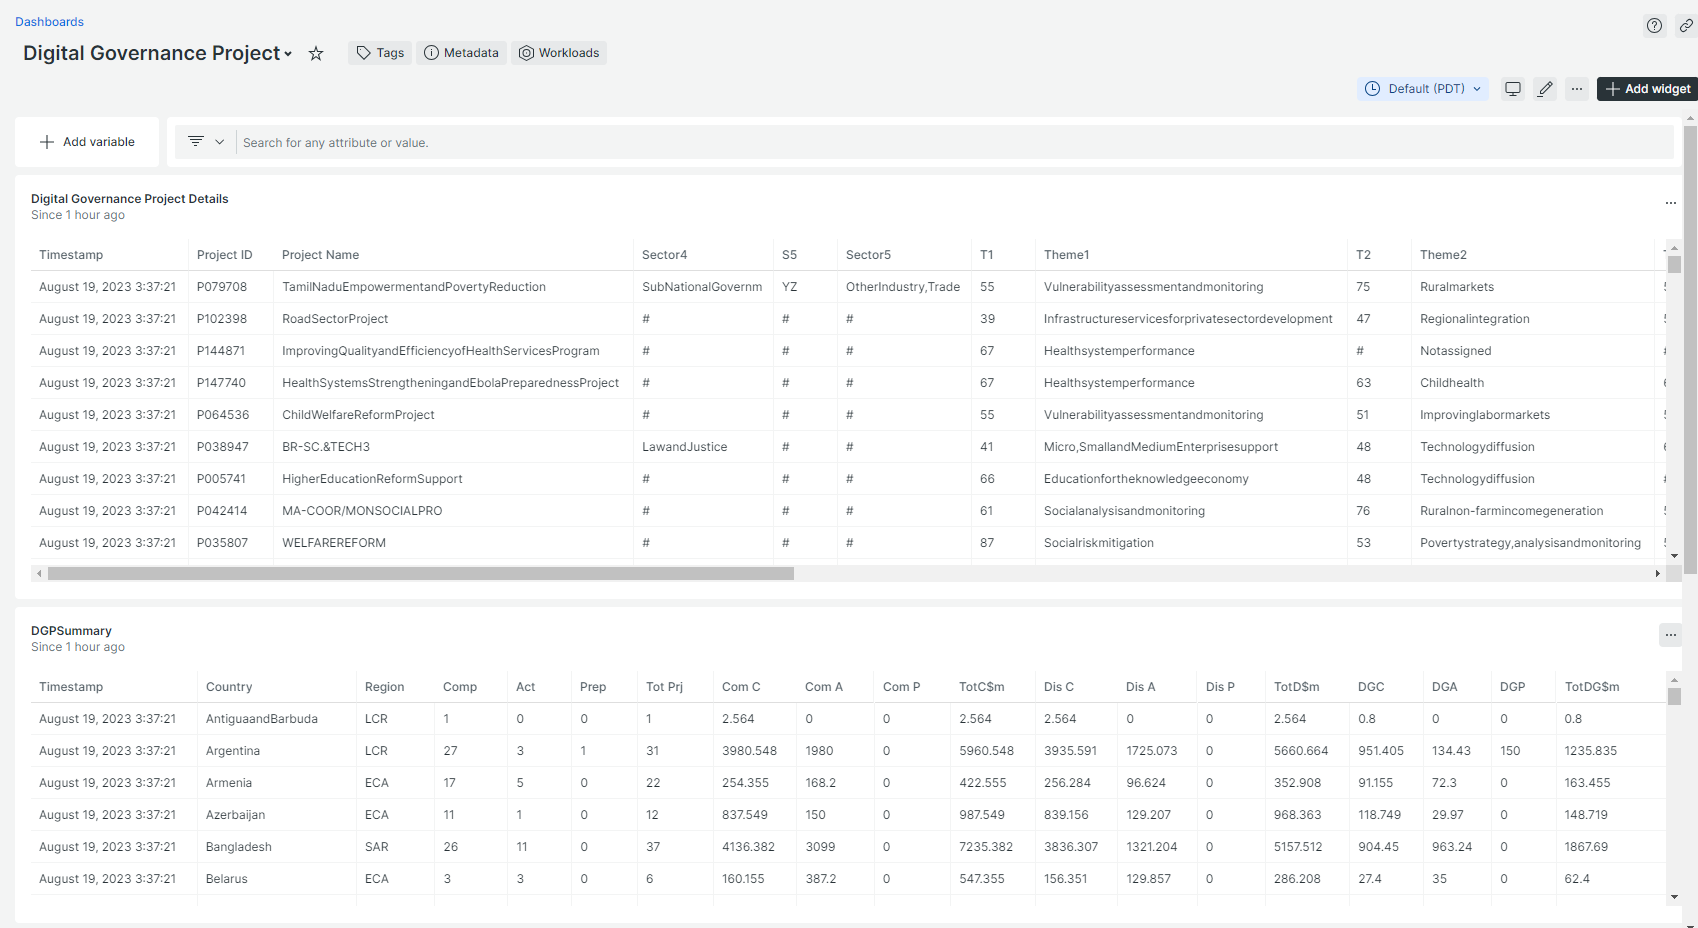 Dashboards
Digital Governance Project
Tags
Metadata
Workloads
Default (PDT)
...
Add widget
Add variable
Search for any attribute or value.
Digital Governance Project Details
Since 1 hour ago
...
Timestamp Project ID Project Name Sector4 S5 Sector5 T1 Theme1 T2 Theme2
August 19, 2023 3:37:21 P079708 TamilNaduEmpowermentandPovertyReduction SubNationalGovernm YZ OtherIndustry,Trade 55 Vulnerabilityassessmentandmonitoring 75 Ruralmarkets
August 19, 2023 3:37:21 P102398 RoadSectorProject # # # 39 Infrastructureservicesforprivatesectordevelopment 47 Regionalintegration
August 19, 2023 3:37:21 P144871 ImprovingQualityandEfficiencyofHealthServicesProgram # # # 67 Healthsystemperformance # Notassigned
August 19, 2023 3:37:21 P147740 HealthSystemsStrengtheningandEbolaPreparednessProject # # # 67 Healthsystemperformance 63 Childhealth
August 19, 2023 3:37:21 P064536 ChildWelfareReformProject # # # 55 Vulnerabilityassessmentandmonitoring 51 Improvinglabormarkets
August 19, 2023 3:37:21 P038947 BR-SC.&TECH3 LawandJustice # # 41 Micro,SmallandMediumEnterprisesupport 48 Technologydiffusion
August 19, 2023 3:37:21 P005741 HigherEducationReformSupport # # # 66 Educationfortheknowledgeeconomy 48 Technologydiffusion
August 19, 2023 3:37:21 P042414 MA-COOR/MONSOCIALPRO # # # 61 Socialanalysisandmonitoring 76 Ruralnon-farmincomegeneration
August 19, 2023 3:37:21 P035807 WELFAREREFORM # # # 87 Socialriskmitigation 53 Povertystrategy,analysisandmonitoring
DGPSummary
Since 1 hour ago
...
Timestamp Country Region Comp Act Prep Tot Prj Com C Com A Com P TotC$m Dis C Dis A Dis P TotD$m DGC DGA DGP TotDG$m
August 19, 2023 3:37:21 AntiguaandBarbuda LCR 1 0 0 1 2.564 0 0 2.564 2.564 0 0 2.564 0.8 0 0 0.8
August 19, 2023 3:37:21 Argentina LCR 27 3 1 31 3980.548 1980 0 5960.548 3935.591 1725.073 0 5660.664 951.405 134.43 150 1235.835
August 19, 2023 3:37:21 Armenia ECA 17 5 0 22 254.355 168.2 0 422.555 256.284 96.624 0 352.908 91.155 72.3 0 163.455
August 19, 2023 3:37:21 Azerbaijan ECA 11 1 0 12 837.549 150 0 987.549 839.156 129.207 0 968.363 118.749 29.97 0 148.719
August 19, 2023 3:37:21 Bangladesh SAR 26 11 0 37 4136.382 3099 0 7235.382 3836.307 1321.204 0 5157.512 904.45 963.24 0 1867.69
August 19, 2023 3:37:21 Belarus ECA 3 3 0 6 160.155 387.2 0 547.355 156.351 129.857 0 286.208 27.4 35 0 62.4